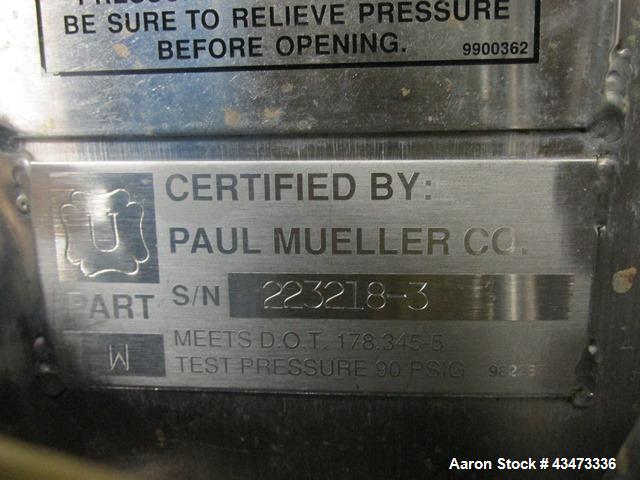 BE SURE TO RELIEVE PRESSURE
BEFORE OPENING.
9900362
CERTIFIED BY:
U
PAUL MUELLER CO.
PART
S/N 223218-3
W
MEETS D.O.T. 178.345-5
TEST PRESSURE 90 PSIG
Aaron Stock # 43473336